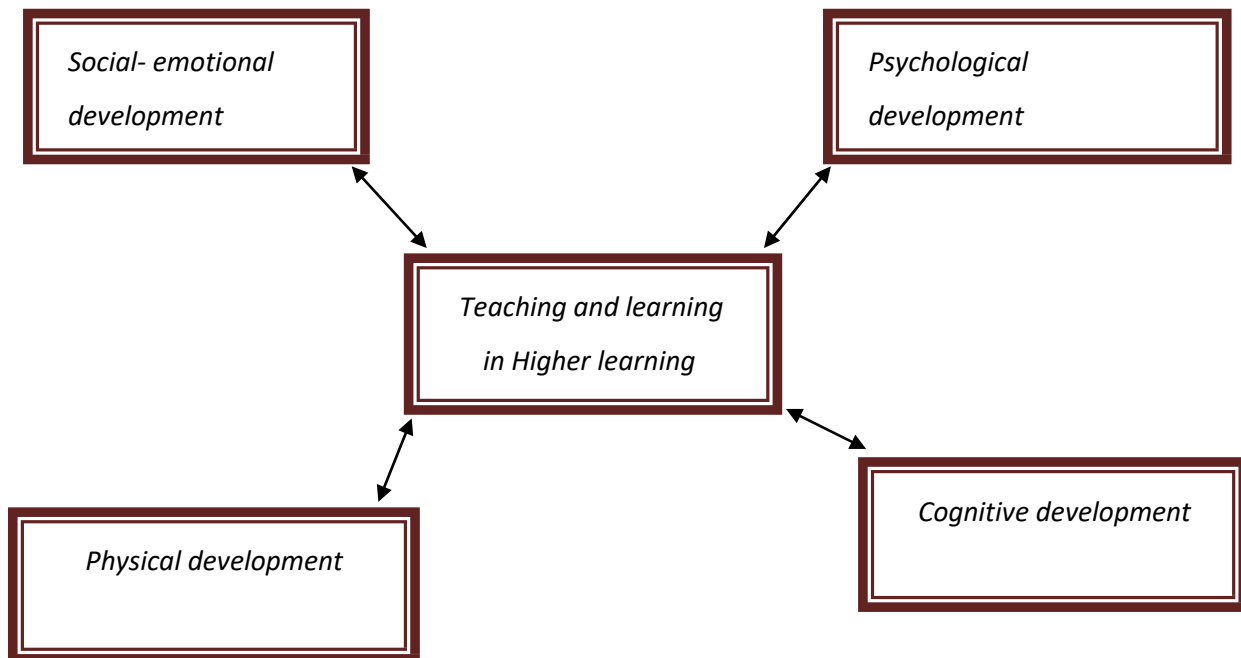 Social- emotional
development
Psychological
development
Teaching and learning
in Higher learning
Cognitive development
Physical development